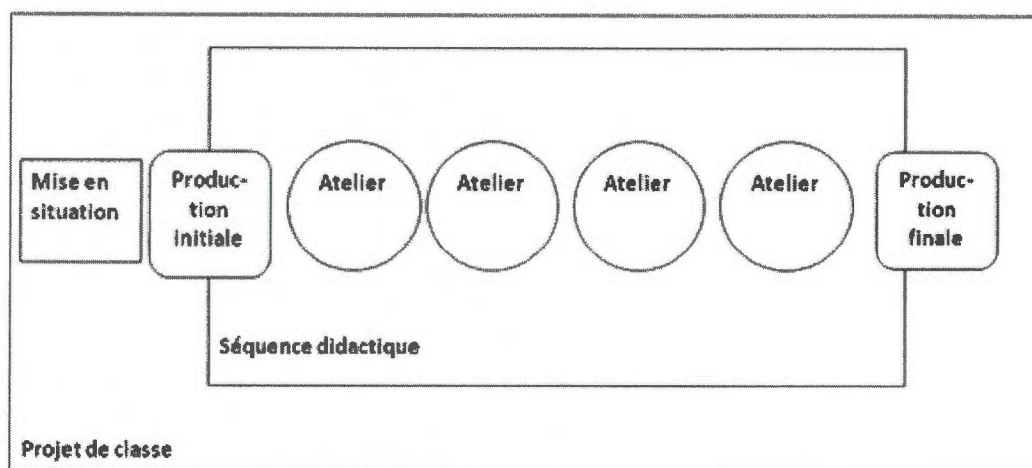 Mise en
situation
Produc-
tion
initiale
Atelier
Atelier
Atelier
Atelier
Produc-
tion
finale
Séquence didactique
Projet de classe